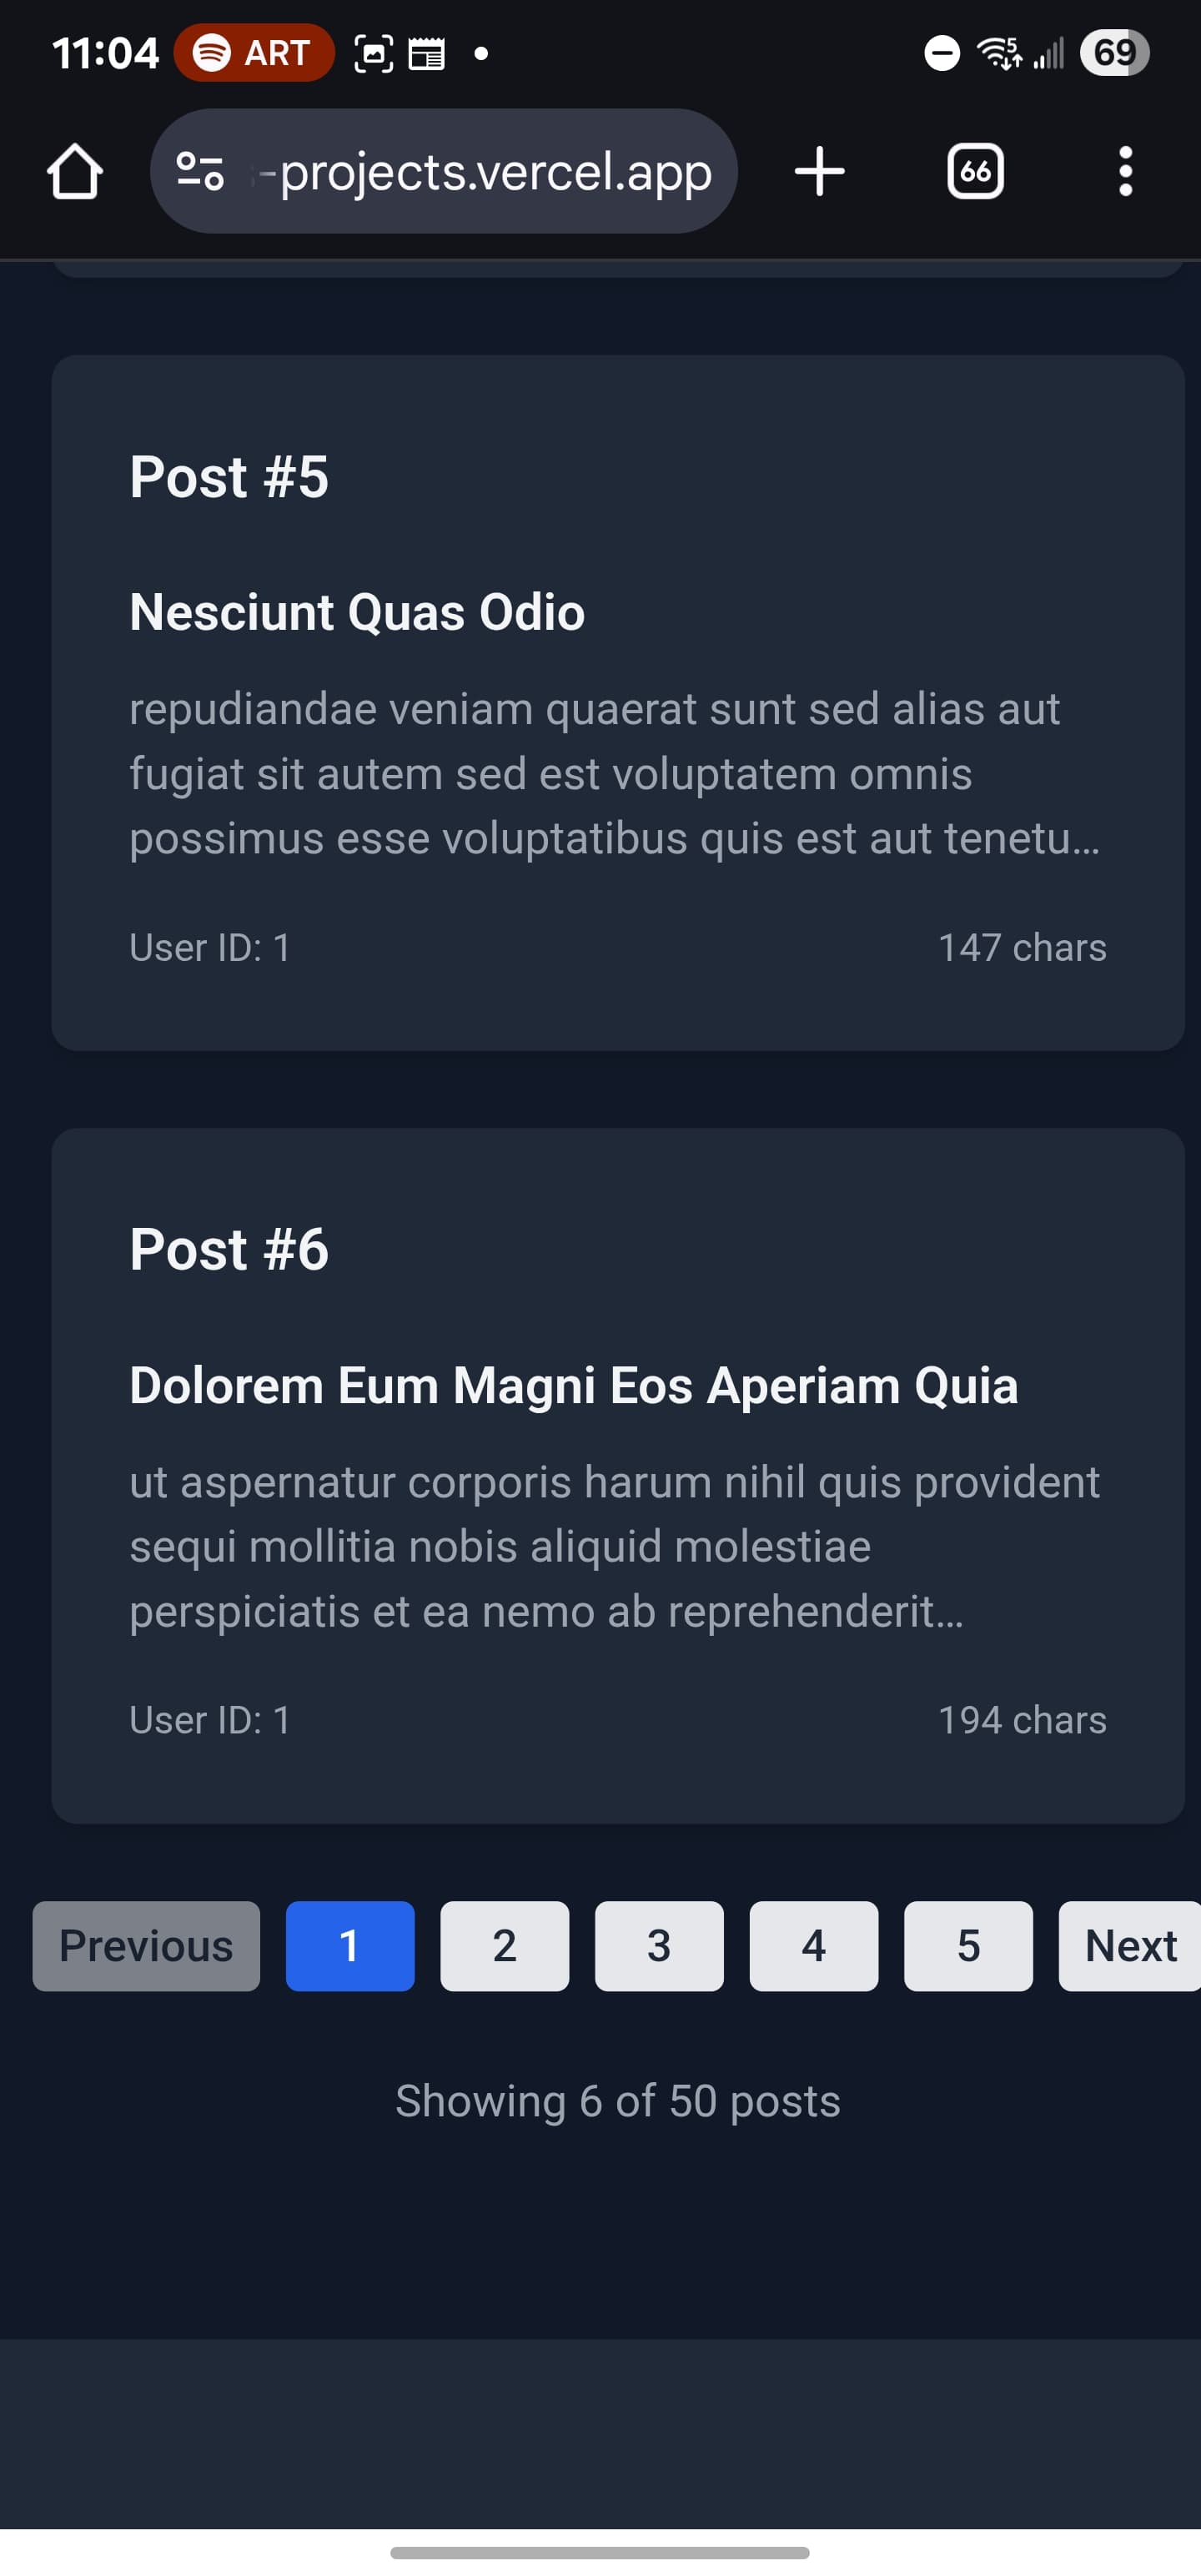 11:04 ART 5 69
-projects.vercel.app 66
Post #5
Nesciunt Quas Odio
repudiandae veniam quaerat sunt sed alias aut
fugiat sit autem sed est voluptatem omnis
possimus esse voluptatibus quis est aut tenetu...
User ID: 1 147 chars
Post #6
Dolorem Eum Magni Eos Aperiam Quia
ut aspernatur corporis harum nihil quis provident
sequi mollitia nobis aliquid molestiae
perspiciatis et ea nemo ab reprehenderit...
User ID: 1 194 chars
Previous 1 2 3 4 5 Next
Showing 6 of 50 posts